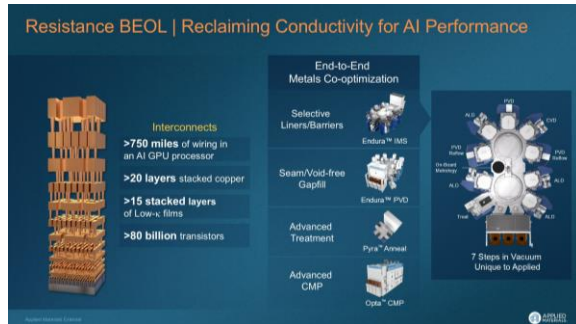 Resistance BEOL | Reclaiming Conductivity for AI Performance
Interconnects
>750 miles of wiring in
an AI GPU processor
>20 layers stacked copper
>15 stacked layers
of Low-κ films
>80 billion transistors
End-to-End
Metals Co-optimization
Selective
Liners/Barriers
Endura™ IMS
Seam/Void-free
Gapfill
Endura™ PVD
Advanced
Treatment
Pyra™ Anneal
Advanced
CMP
Opta™ CMP
PVD
ALD
CVD
PVD
Reflow
PVD
Reflow
On-Board
Metrology
ALD
ALD
Treat
ALD
7 Steps in Vacuum
Unique to Applied
Applied Materials External
APPLIED
MATERIALS